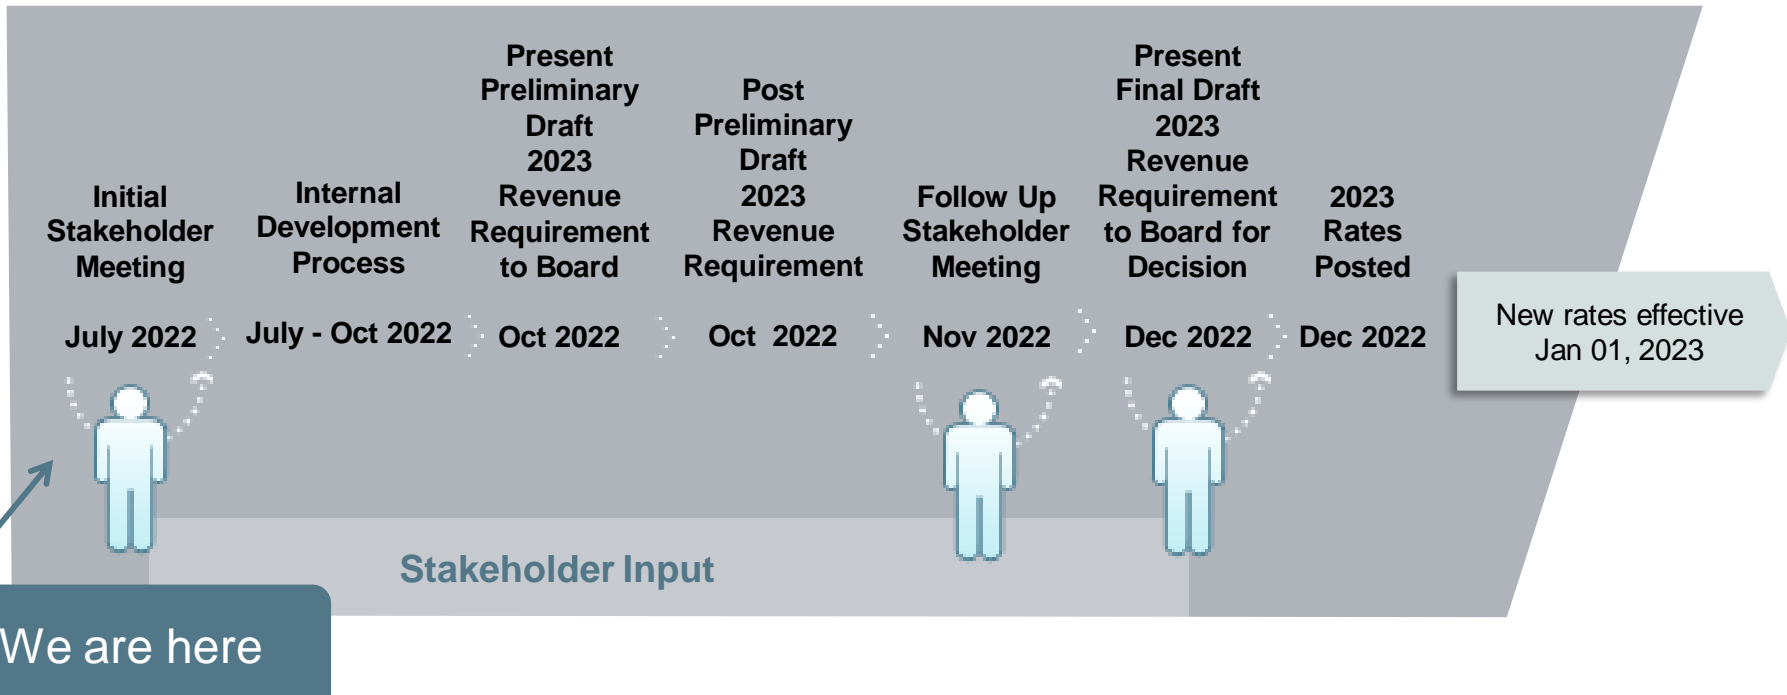 Initial
Stakeholder
Meeting
July 2022
Internal
Development
Process
July - Oct 2022
Present
Preliminary
Draft
2023
Revenue
Requirement
to Board
Oct 2022
Post
Preliminary
Draft
2023
Revenue
Requirement
Oct 2022
Follow Up
Stakeholder
Meeting
Nov 2022
Present
Final Draft
2023
Revenue
Requirement
to Board for
Decision
Dec 2022
2023
Rates
Posted
Dec 2022
New rates effective
Jan 01, 2023
Stakeholder Input
We are here